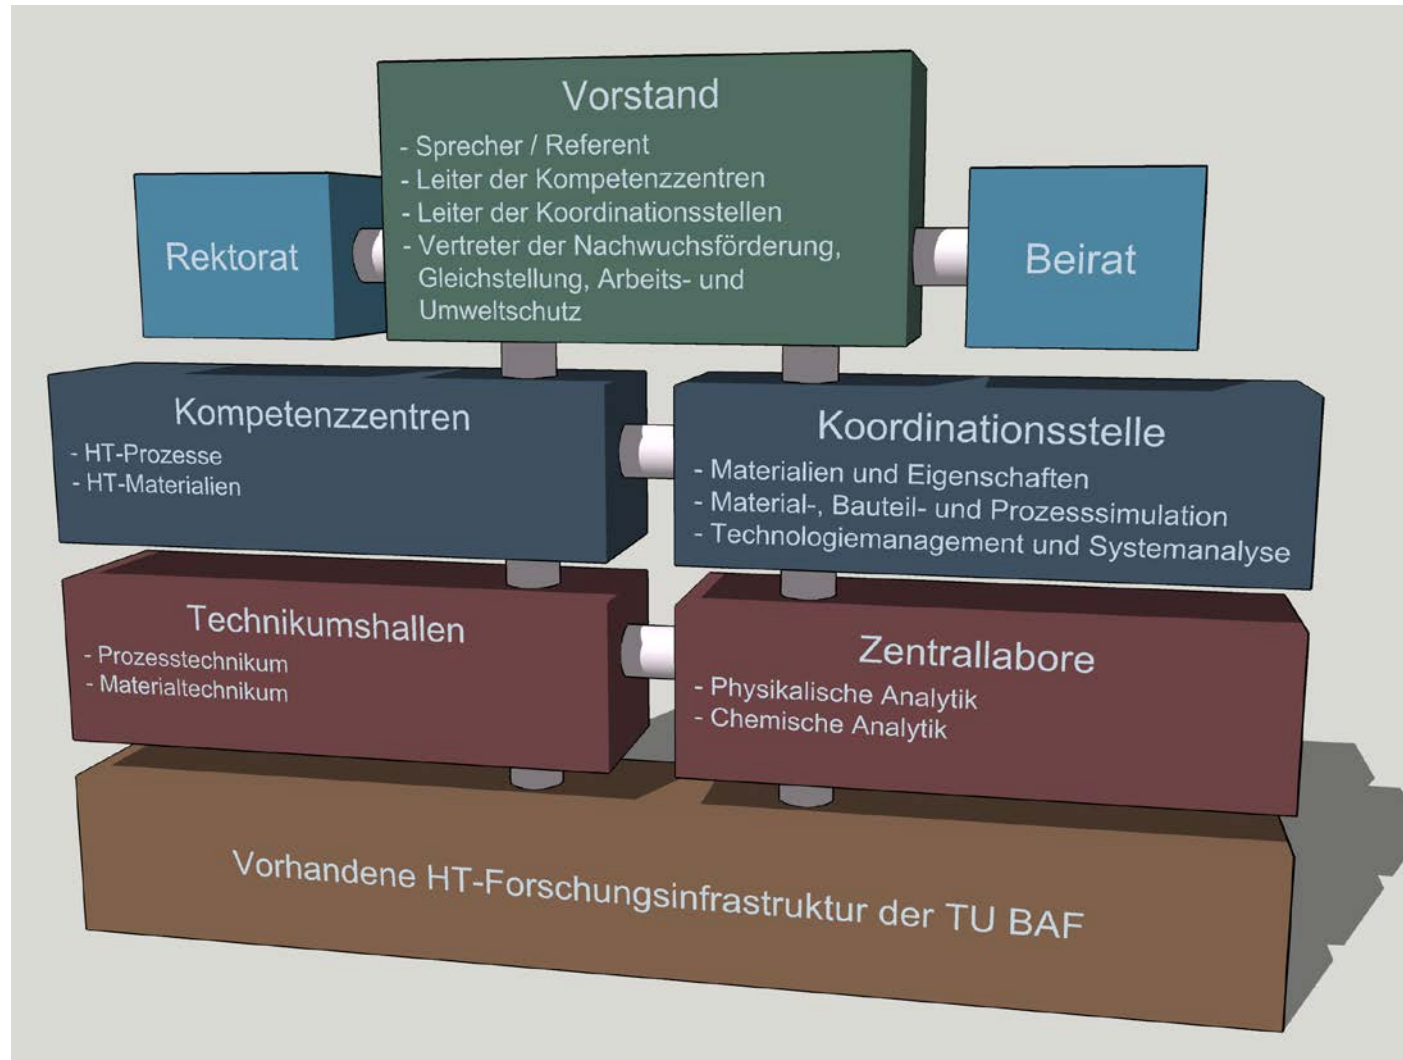 Vorstand
- Sprecher / Referent
- Leiter der Kompetenzzentren
- Leiter der Koordinationsstellen
- Vertreter der Nachwuchsförderung,
Gleichstellung, Arbeits- und
Umweltschutz
Rektorat
Beirat
Kompetenzzentren
- HT-Prozesse
- HT-Materialien
Koordinationsstelle
- Materialien und Eigenschaften
- Material-, Bauteil- und Prozesssimulation
- Technologiemanagement und Systemanalyse
Technikumshallen
- Prozesstechnikum
- Materialtechnikum
Zentrallabore
- Physikalische Analytik
- Chemische Analytik
Vorhandene HT-Forschungsinfrastruktur der TU BAF